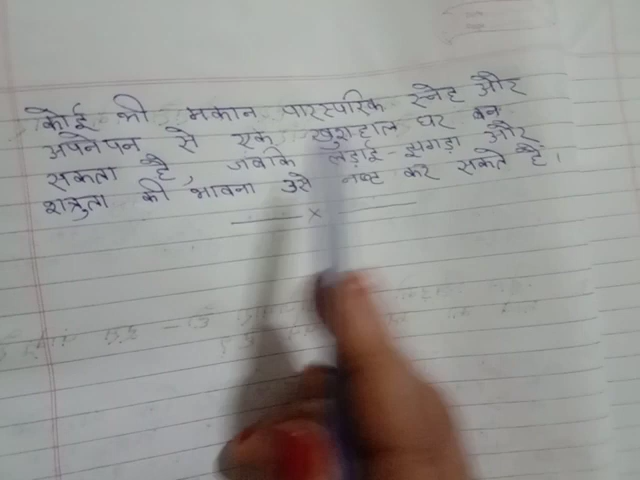 कोई भी मकान पारस्परिक स्नेह और
अपनेपन से एक खुशहाल घर बन
सकता है, जबकि लड़ाई झगड़ा और
शत्रुता की भावना उसे नष्ट कर सकते हैं।